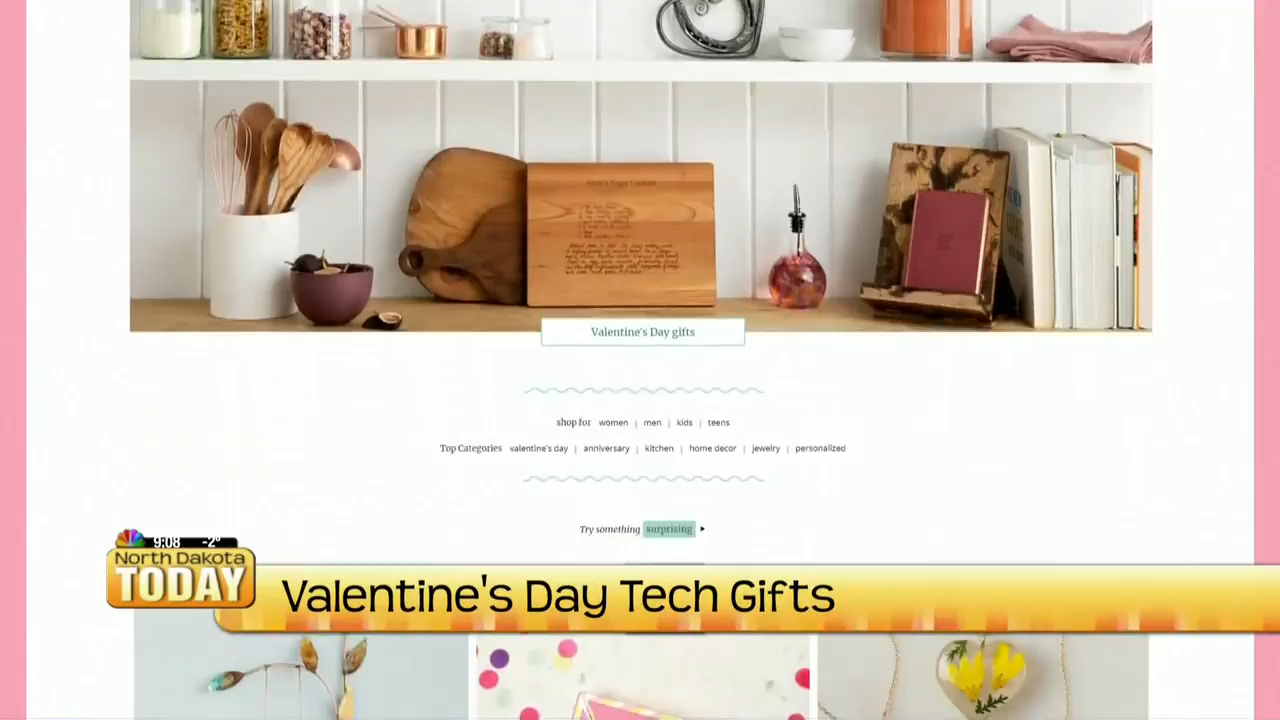 Valentine's Day gifts
shop for women | men | kids | teens
Top Categories valentine's day | anniversary | kitchen | home decor | jewelry | personalized
Try something surprising
9:08 -2°
North Dakota
TODAY
Valentine's Day Tech Gifts